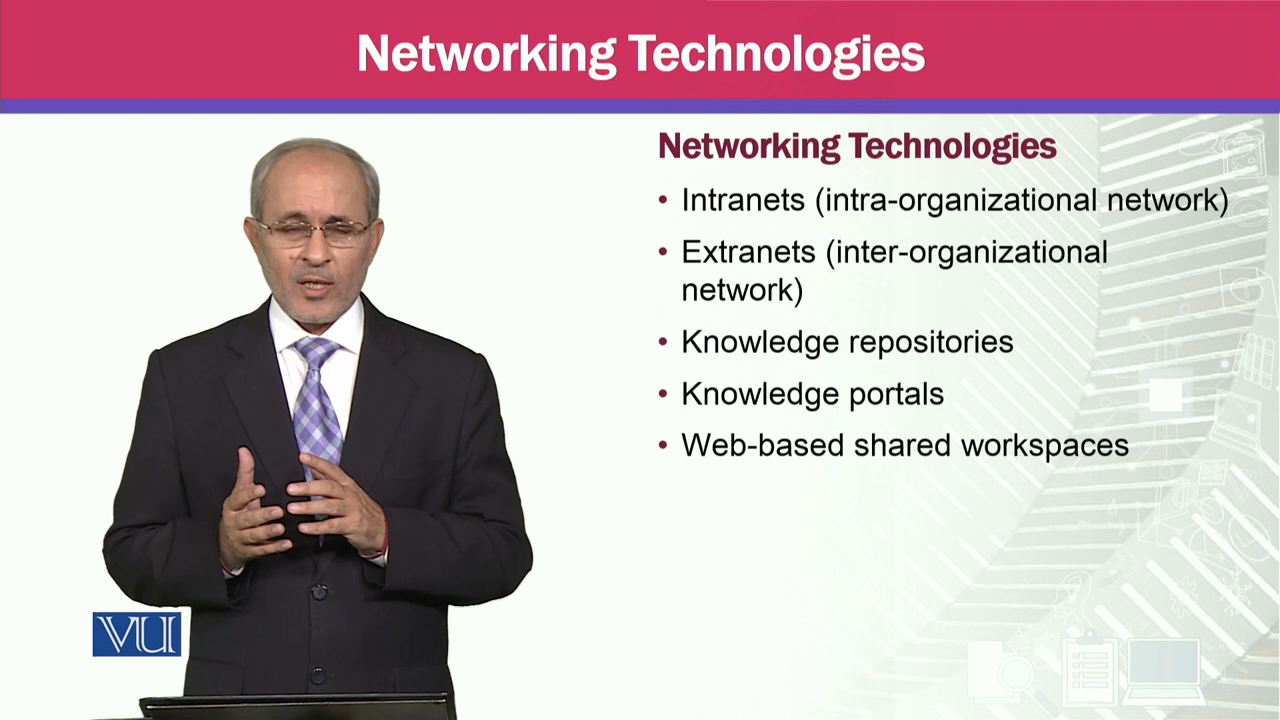 Networking Technologies
Networking Technologies
• Intranets (intra-organizational network)
• Extranets (inter-organizational
network)
• Knowledge repositories
• Knowledge portals
• Web-based shared workspaces
VU